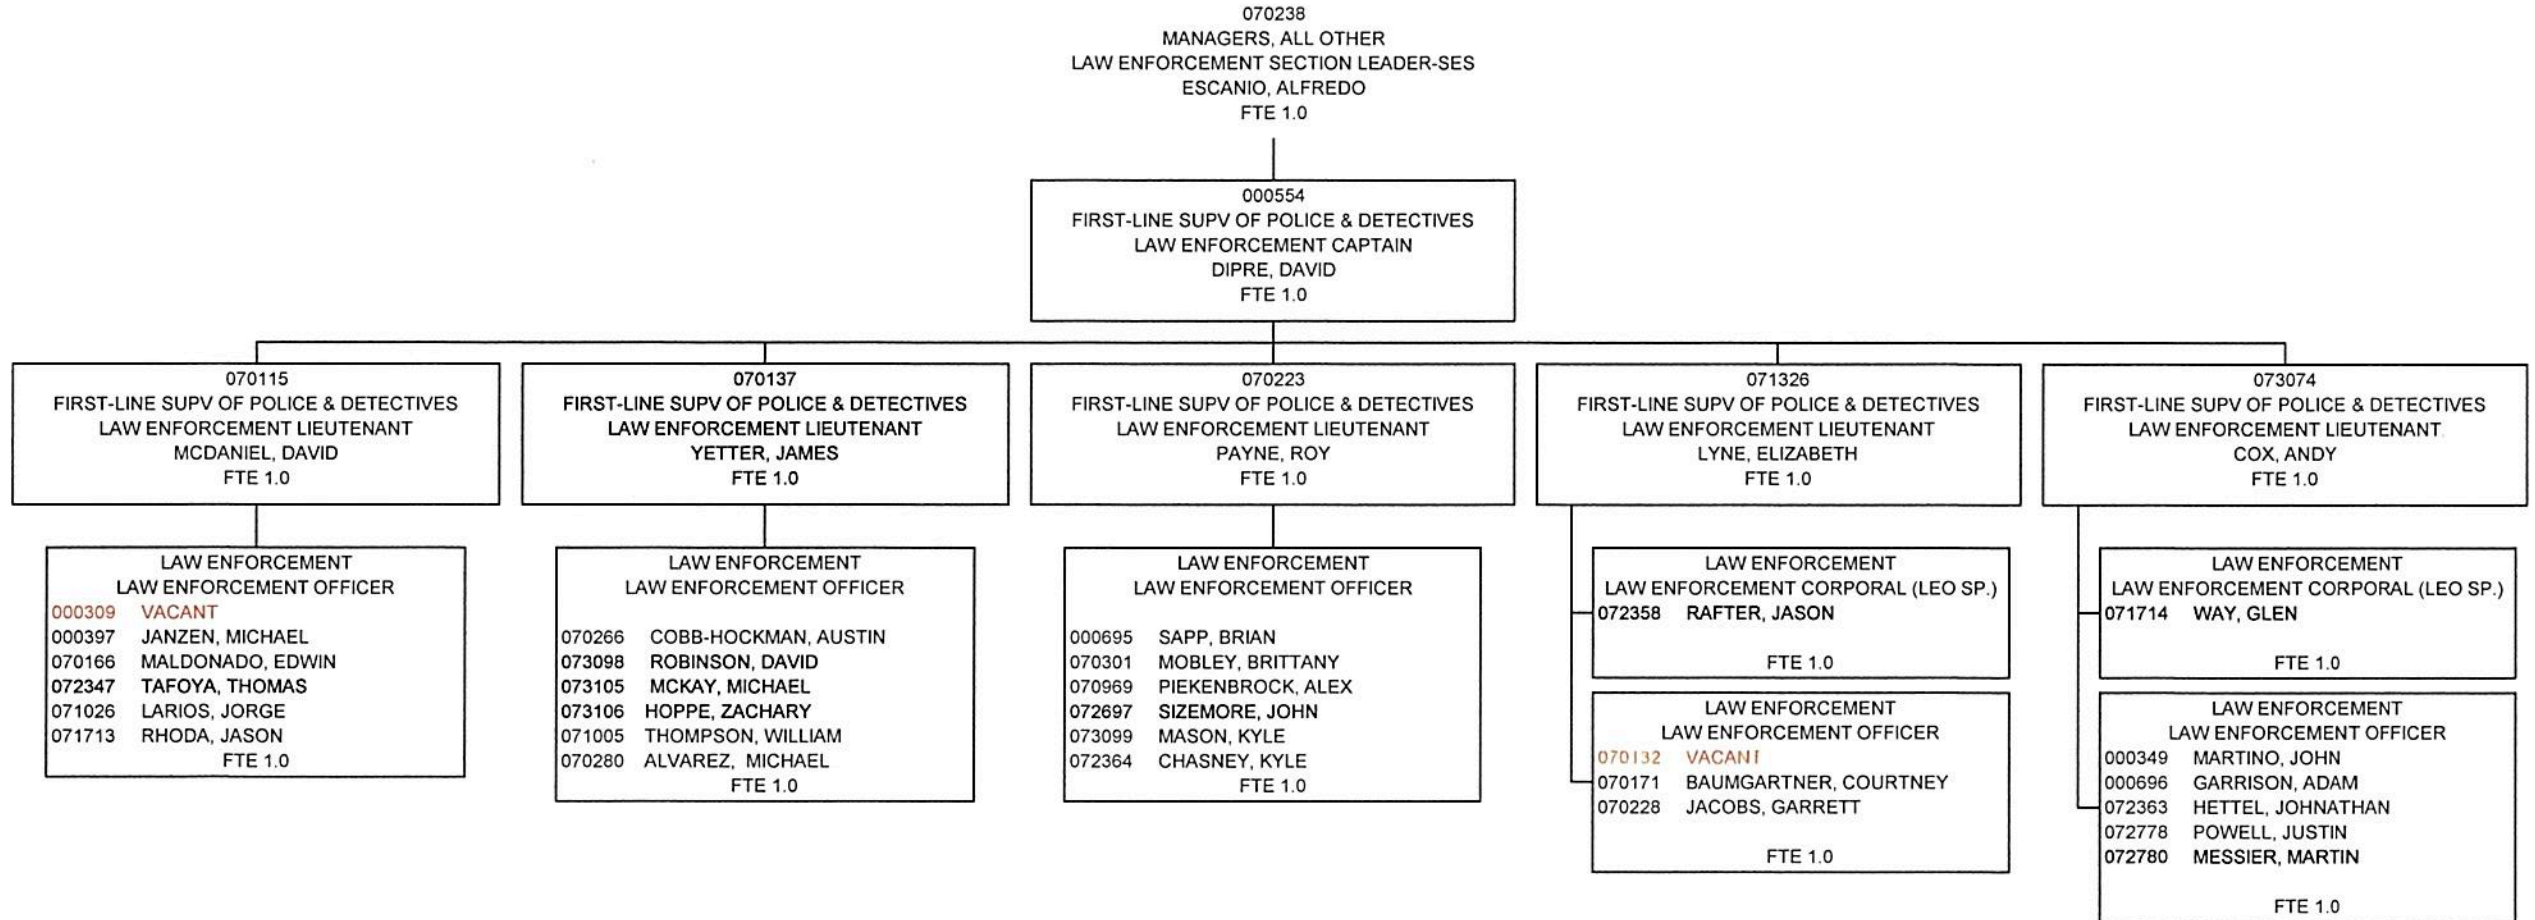 070238
MANAGERS, ALL OTHER
LAW ENFORCEMENT SECTION LEADER-SES
ESCANIO, ALFREDO
FTE 1.0
000554
FIRST-LINE SUPV OF POLICE & DETECTIVES
LAW ENFORCEMENT CAPTAIN
DIPRE, DAVID
FTE 1.0
070115
FIRST-LINE SUPV OF POLICE & DETECTIVES
LAW ENFORCEMENT LIEUTENANT
MCDANIEL, DAVID
FTE 1.0
070137
FIRST-LINE SUPV OF POLICE & DETECTIVES
LAW ENFORCEMENT LIEUTENANT
YETTER, JAMES
FTE 1.0
070223
FIRST-LINE SUPV OF POLICE & DETECTIVES
LAW ENFORCEMENT LIEUTENANT
PAYNE, ROY
FTE 1.0
071326
FIRST-LINE SUPV OF POLICE & DETECTIVES
LAW ENFORCEMENT LIEUTENANT
LYNE, ELIZABETH
FTE 1.0
073074
FIRST-LINE SUPV OF POLICE & DETECTIVES
LAW ENFORCEMENT LIEUTENANT
COX, ANDY
FTE 1.0
LAW ENFORCEMENT
LAW ENFORCEMENT OFFICER
000309 VACANT
000397 JANZEN, MICHAEL
070166 MALDONADO, EDWIN
072347 TAFOYA, THOMAS
071026 LARIOS, JORGE
071713 RHODA, JASON
FTE 1.0
LAW ENFORCEMENT
LAW ENFORCEMENT OFFICER
070266 COBB-HOCKMAN, AUSTIN
073098 ROBINSON, DAVID
073105 MCKAY, MICHAEL
073106 HOPPE, ZACHARY
071005 THOMPSON, WILLIAM
070280 ALVAREZ, MICHAEL
FTE 1.0
LAW ENFORCEMENT
LAW ENFORCEMENT OFFICER
000695 SAPP, BRIAN
070301 MOBLEY, BRITTANY
070969 PIEKENBROCK, ALEX
072697 SIZEMORE, JOHN
073099 MASON, KYLE
072364 CHASNEY, KYLE
FTE 1.0
LAW ENFORCEMENT
LAW ENFORCEMENT CORPORAL (LEO SP.)
072358 RAFTER, JASON
FTE 1.0
LAW ENFORCEMENT
LAW ENFORCEMENT OFFICER
070132 VACANT
070171 BAUMGARTNER, COURTNEY
070228 JACOBS, GARRETT
FTE 1.0
LAW ENFORCEMENT
LAW ENFORCEMENT CORPORAL (LEO SP.)
071714 WAY, GLEN
FTE 1.0
LAW ENFORCEMENT
LAW ENFORCEMENT OFFICER
000349 MARTINO, JOHN
000696 GARRISON, ADAM
072363 HETTEL, JOHNATHAN
072778 POWELL, JUSTIN
072780 MESSIER, MARTIN
FTE 1.0